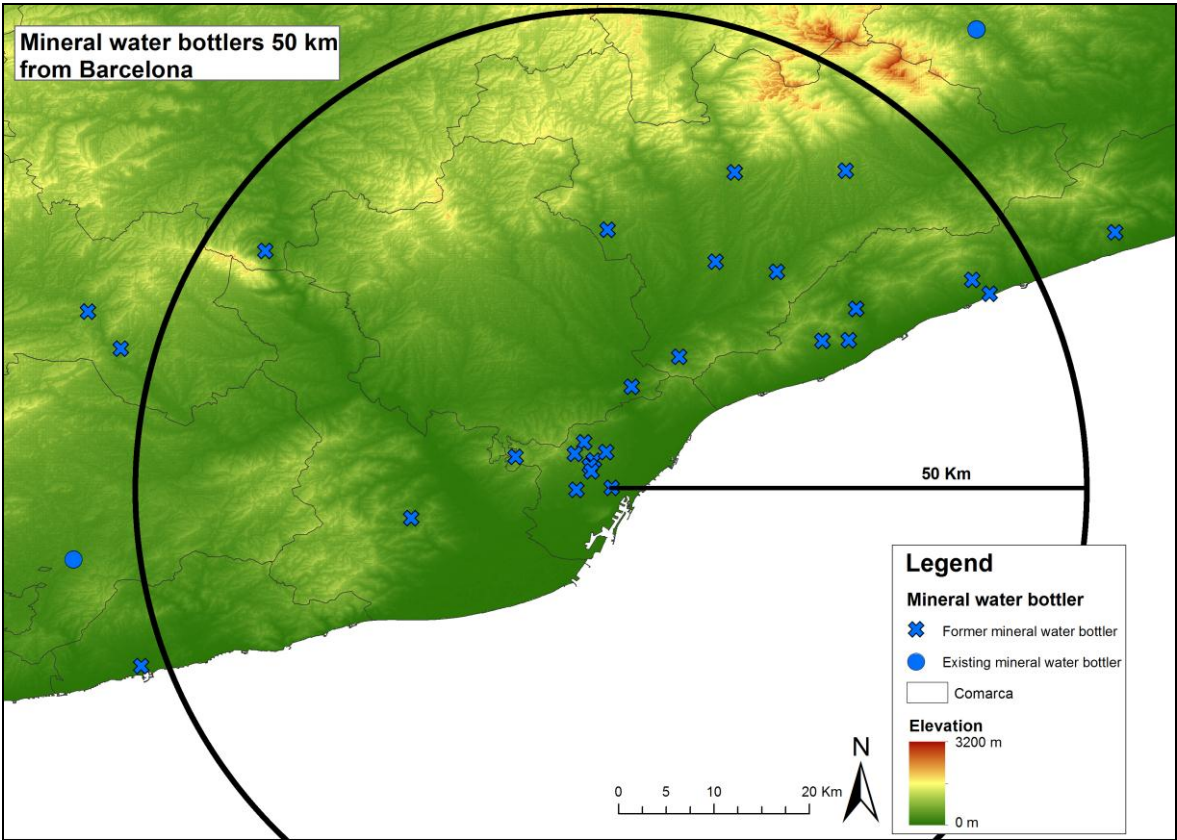 Mineral water bottlers 50 km
from Barcelona
50 Km
Legend
Mineral water bottler
Former mineral water bottler
Existing mineral water bottler
Comarca
Elevation
3200 m
0 m
N
0 5 10 20 Km